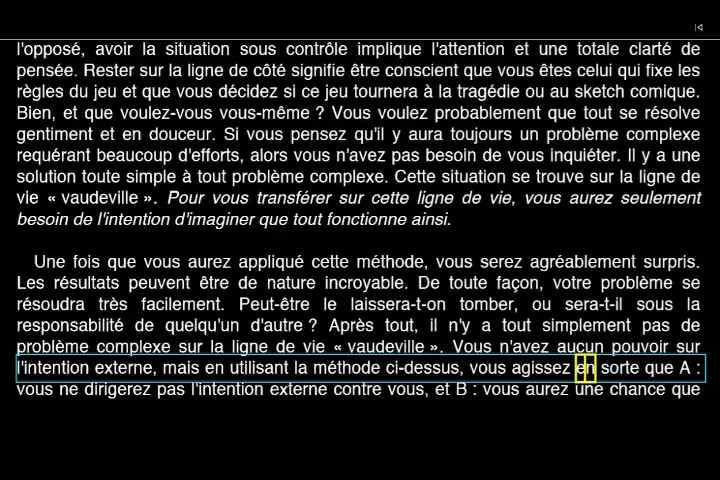 l'opposé, avoir la situation sous contrôle implique l'attention et une totale clarté de
pensée. Rester sur la ligne de côté signifie être conscient que vous êtes celui qui fixe les
règles du jeu et que vous décidez si ce jeu tournera à la tragédie ou au sketch comique.
Bien, et que voulez-vous vous-même ? Vous voulez probablement que tout se résolve
gentiment et en douceur. Si vous pensez qu'il y aura toujours un problème complexe
requérant beaucoup d'efforts, alors vous n'avez pas besoin de vous inquiéter. Il y a une
solution toute simple à tout problème complexe. Cette situation se trouve sur la ligne de
vie « vaudeville ». Pour vous transférer sur cette ligne de vie, vous aurez seulement
besoin de l'intention d'imaginer que tout fonctionne ainsi.
Une fois que vous aurez appliqué cette méthode, vous serez agréablement surpris.
Les résultats peuvent être de nature incroyable. De toute façon, votre problème se
résoudra très facilement. Peut-être le laissera-t-on tomber, ou sera-t-il sous la
responsabilité de quelqu'un d'autre ? Après tout, il n'y a tout simplement pas de
problème complexe sur la ligne de vie « vaudeville ». Vous n'avez aucun pouvoir sur
l'intention externe, mais en utilisant la méthode ci-dessus, vous agissez en sorte que A :
vous ne dirigerez pas l'intention externe contre vous, et B : vous aurez une chance que